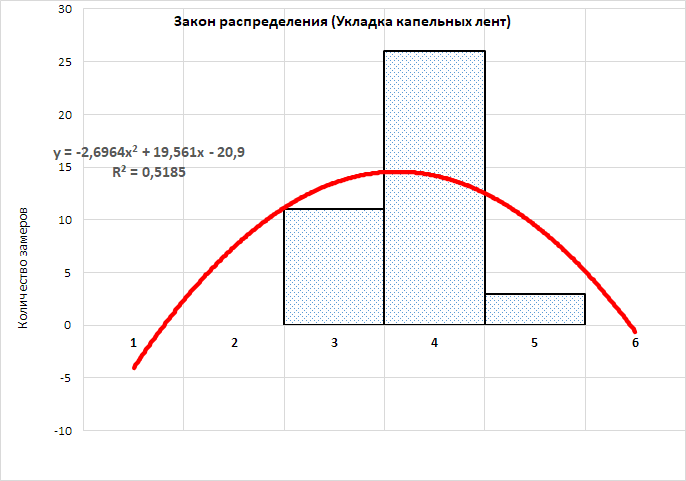 Закон распределения (Укладка капельных лент)
30
25
20
15
10
5
0
-5
-10
Количество замеров
y = -2,6964x² + 19,561x - 20,9
R² = 0,5185
1 2 3 4 5 6